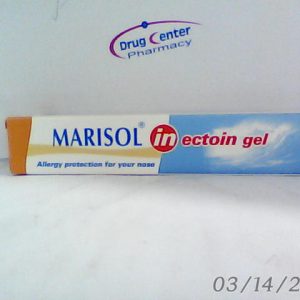 Drug Center
Pharmacy
MARISOL® in ectoin gel
Allergy protection for your nose
03/14/2